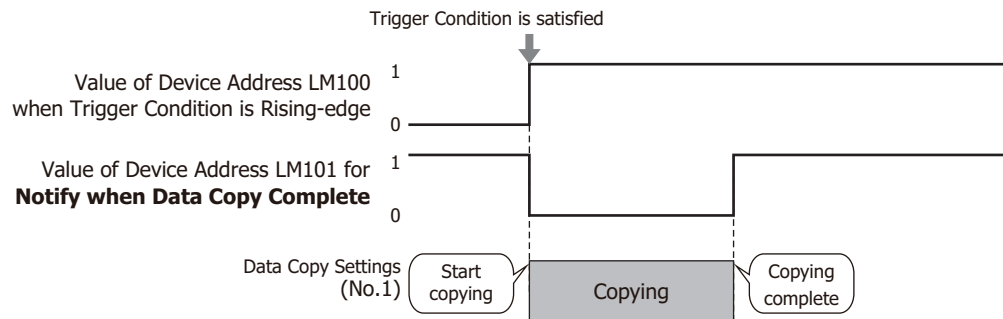 Trigger Condition is satisfied
Value of Device Address LM100
when Trigger Condition is Rising-edge
1
0
Value of Device Address LM101 for
Notify when Data Copy Complete
1
0
Data Copy Settings
(No.1)
Start
copying
Copying
Copying
complete